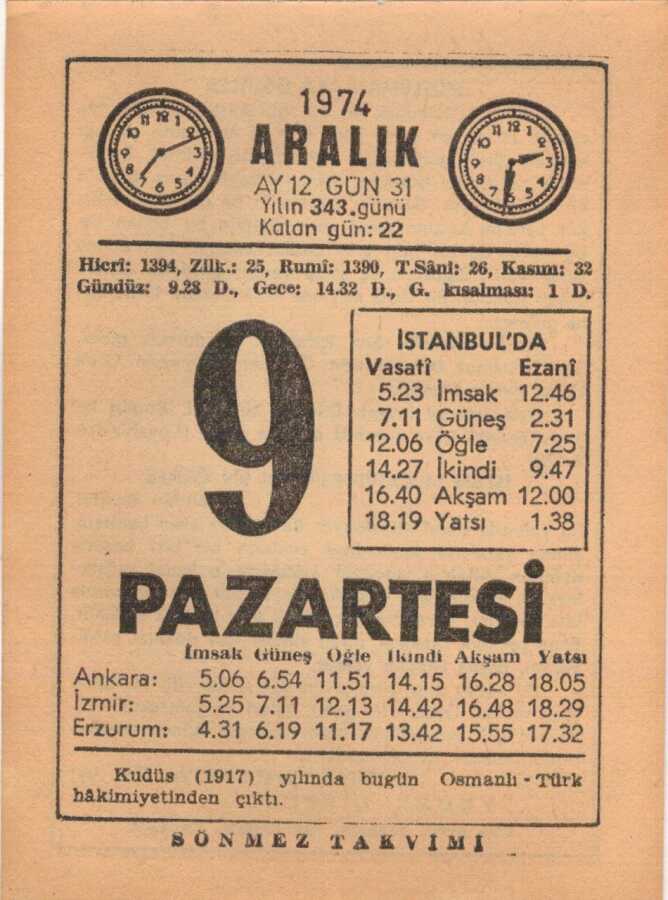 1974
ARALIK
AY 12 GÜN 31
Yılın 343.günü
Kalan gün: 22
Hicrî: 1394, Zilk.: 25, Rumî: 1390, T.Sâni: 26, Kasım: 32
Gündüz: 9.28 D., Gece: 14.32 D., G. kısalması: 1 D.
9
İSTANBUL'DA
Vasatî Ezanî
5.23 İmsak 12.46
7.11 Güneş 2.31
12.06 Öğle 7.25
14.27 İkindi 9.47
16.40 Akşam 12.00
18.19 Yatsı 1.38
PAZARTESİ
İmsak Güneş Öğle İkindi Akşam Yatsı
Ankara: 5.06 6.54 11.51 14.15 16.28 18.05
İzmir: 5.25 7.11 12.13 14.42 16.48 18.29
Erzurum: 4.31 6.19 11.17 13.42 15.55 17.32
Kudüs (1917) yılında bugün Osmanlı - Türk
hâkimiyetinden çıktı.
SÖNMEZ TAKVİMİ